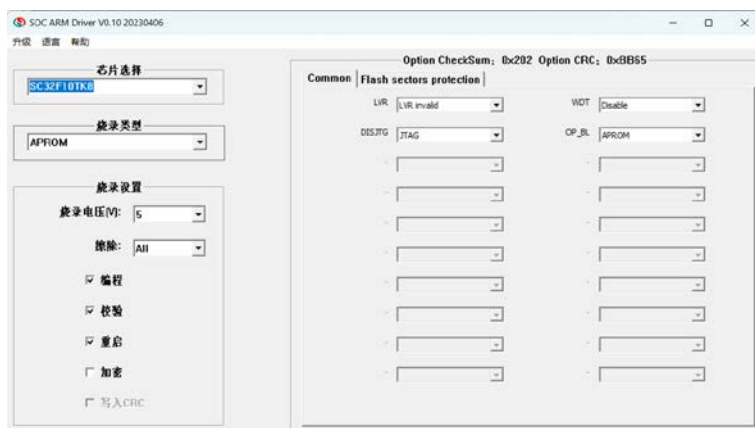 SOC ARM Driver V0.10 20230406
升级 语言 帮助
芯片选择
SC32F10TK8
烧录类型
APROM
烧录设置
烧录电压(V): 5
擦除: All
编程
校验
重启
加密
写入CRC
Option CheckSum: 0x202 Option CRC: 0xBB65
Common Flash sectors protection
LVR LVR invalid WDT Disable
DISJTG JTAG OP_BL APROM